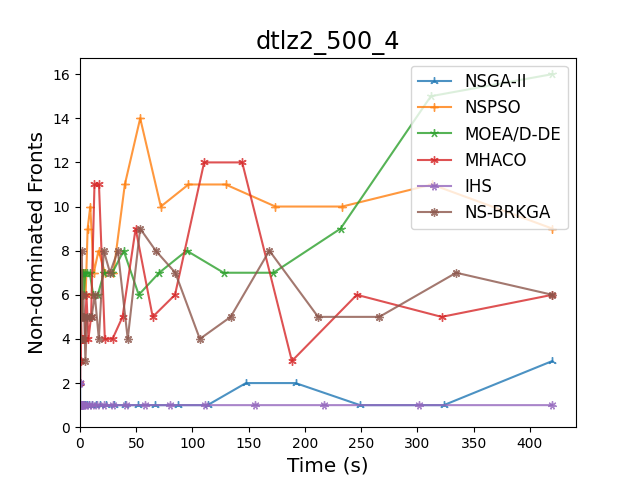 dtlz2_500_4
Non-dominated Fronts
16
14
12
10
8
6
4
2
0
0 50 100 150 200 250 300 350 400
Time (s)
NSGA-II
NSPSO
MOEA/D-DE
MHACO
IHS
NS-BRKGA